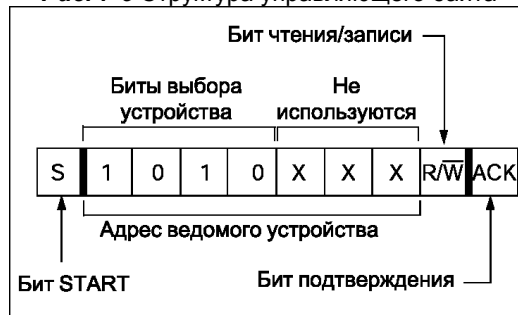 Бит чтения/записи
Биты выбора устройства
Не используются
S 1 0 1 0 X X X R/W ACK
Адрес ведомого устройства
Бит START
Бит подтверждения